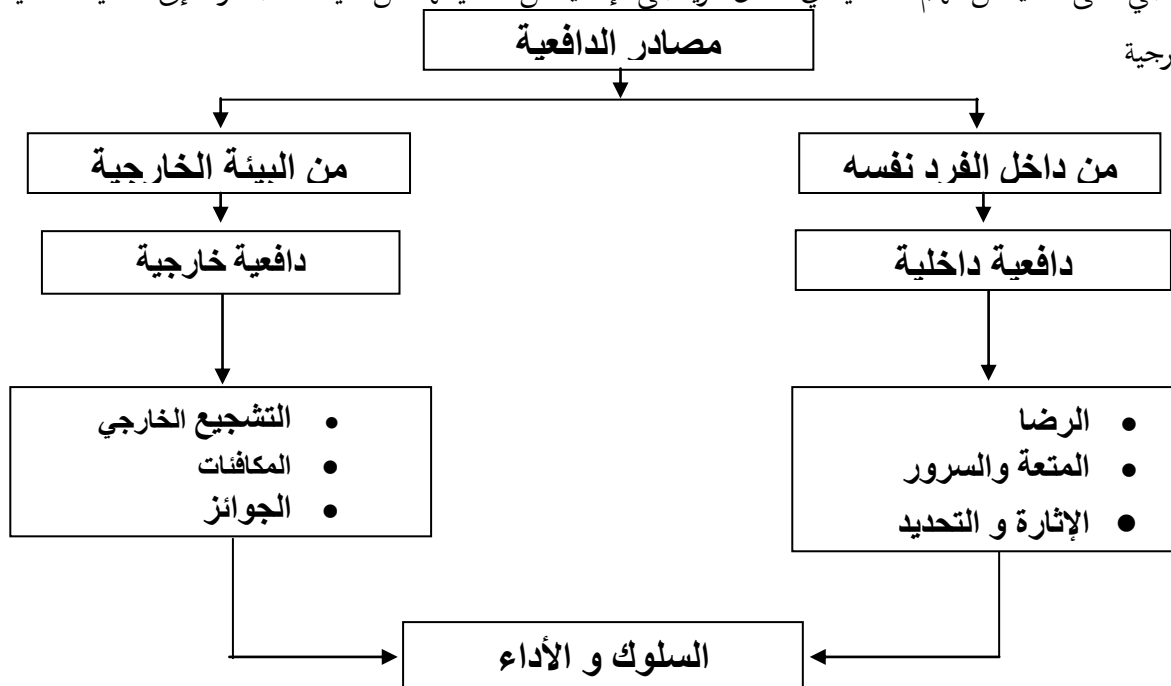 مصادر الدافعية
رجية
من داخل الفرد نفسه
من البيئة الخارجية
دافعية داخلية
دافعية خارجية
• الرضا
• المتعة والسرور
• الإثارة و التحديد
• التشجيع الخارجي
• المكافئات
• الجوائز
السلوك و الأداء